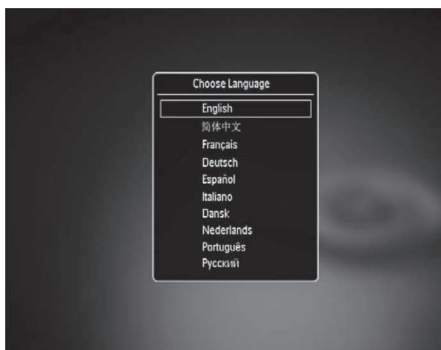 Choose Language
English
简体中文
Français
Deutsch
Español
Italiano
Dansk
Nederlands
Português
Русский